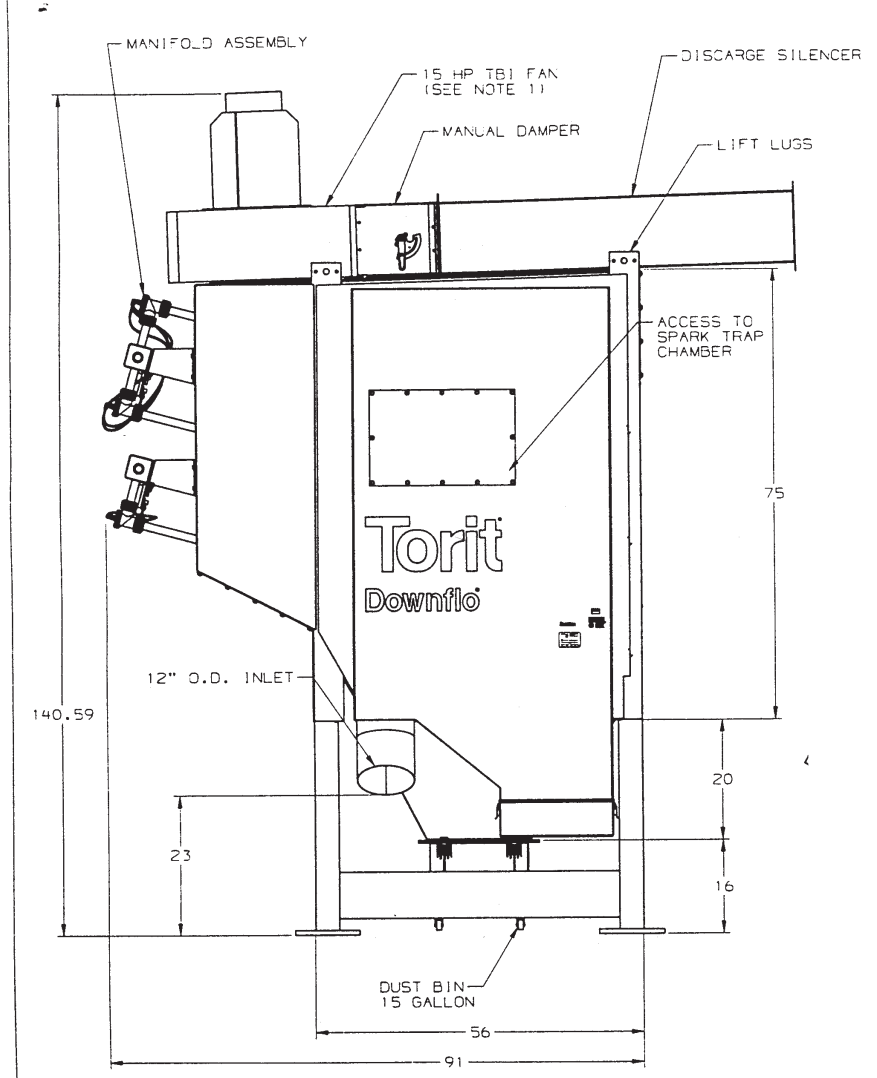 MANIFOLD ASSEMBLY
15 HP TBI FAN
(SEE NOTE 1)
DISCARGE SILENCER
MANUAL DAMPER
LIFT LUGS
ACCESS TO
SPARK TRAP
CHAMBER
75
Torit
Downflo
12" O.D. INLET
140.59
20
23
16
DUST BIN
15 GALLON
56
91